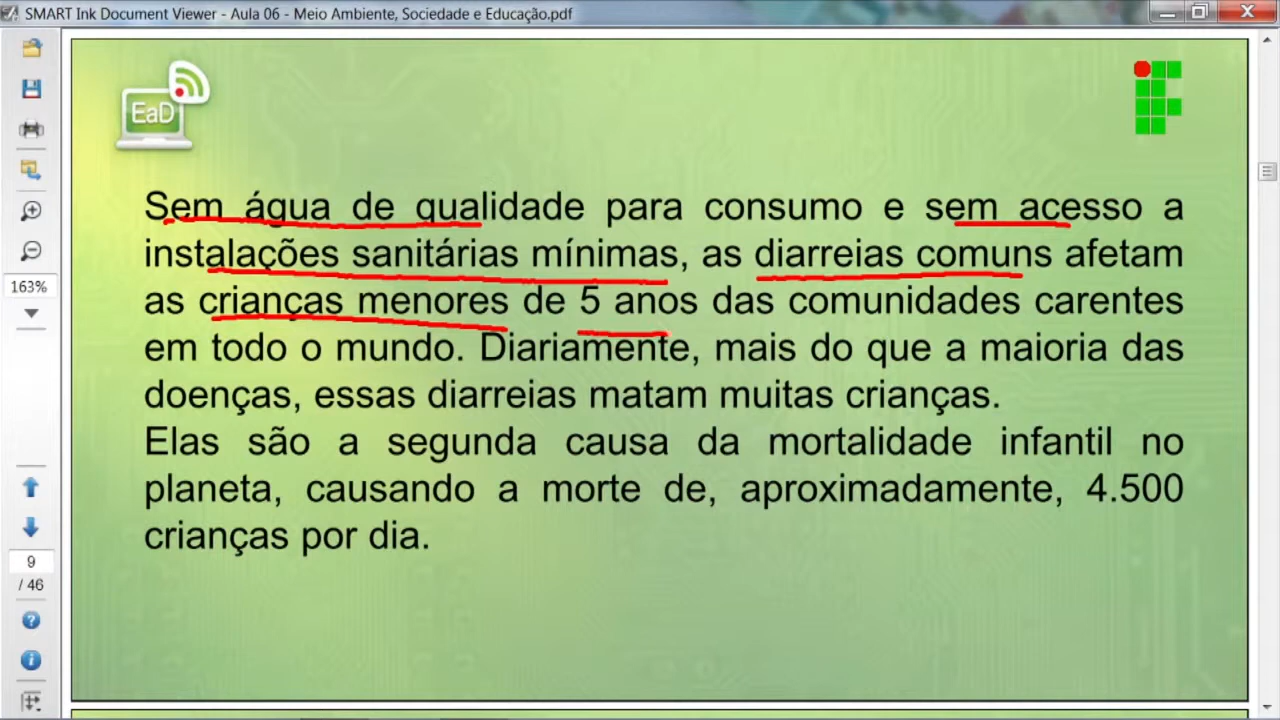 SMART Ink Document Viewer - Aula 06 - Meio Ambiente, Sociedade e Educação.pdf
EaD
163%
9
/ 46
Sem água de qualidade para consumo e sem acesso a
instalações sanitárias mínimas, as diarreias comuns afetam
as crianças menores de 5 anos das comunidades carentes
em todo o mundo. Diariamente, mais do que a maioria das
doenças, essas diarreias matam muitas crianças.
Elas são a segunda causa da mortalidade infantil no
planeta, causando a morte de, aproximadamente, 4.500
crianças por dia.